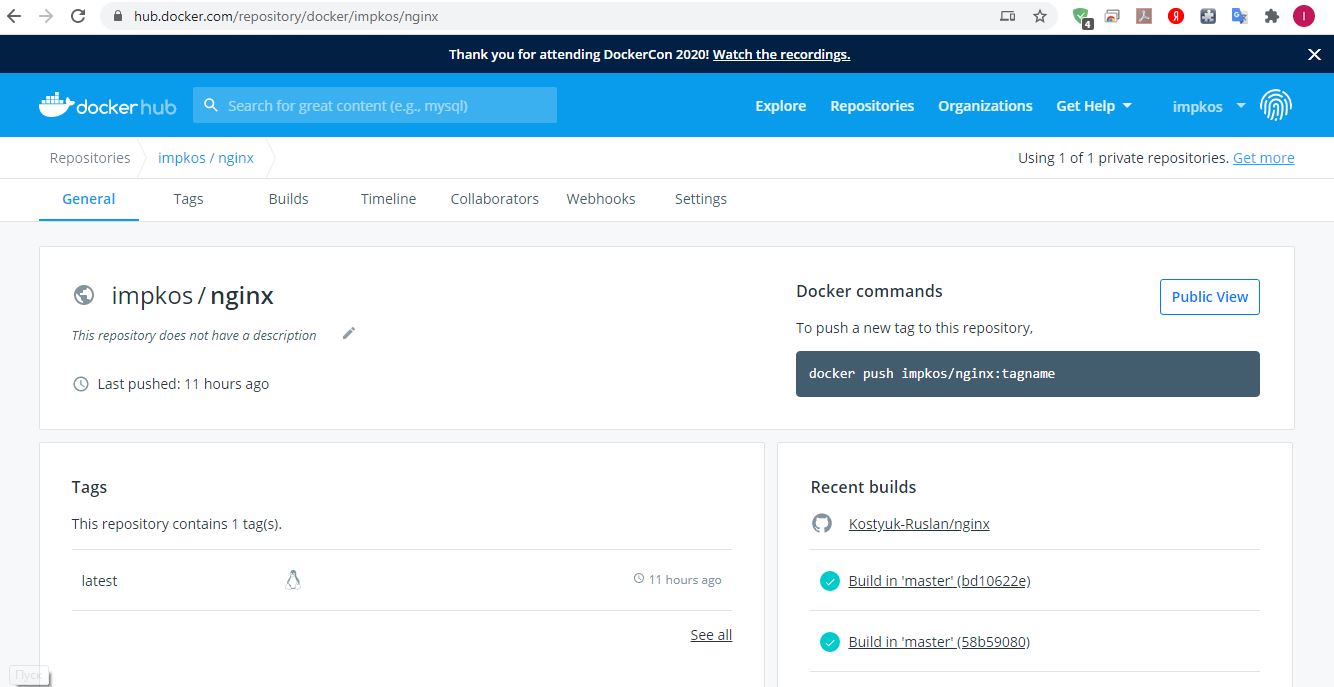 hub.docker.com/repository/docker/impkos/nginx
4
Я
I
Thank you for attending DockerCon 2020! Watch the recordings.
dockerhub
Search for great content (e.g., mysql)
Explore
Repositories
Organizations
Get Help
impkos
Repositories
impkos / nginx
Using 1 of 1 private repositories. Get more
General
Tags
Builds
Timeline
Collaborators
Webhooks
Settings
impkos / nginx
This repository does not have a description
Last pushed: 11 hours ago
Docker commands
Public View
To push a new tag to this repository,
docker push impkos/nginx:tagname
Tags
This repository contains 1 tag(s).
latest
11 hours ago
See all
Recent builds
Kostyuk-Ruslan/nginx
Build in 'master' (bd10622e)
Build in 'master' (58b59080)
Пуск